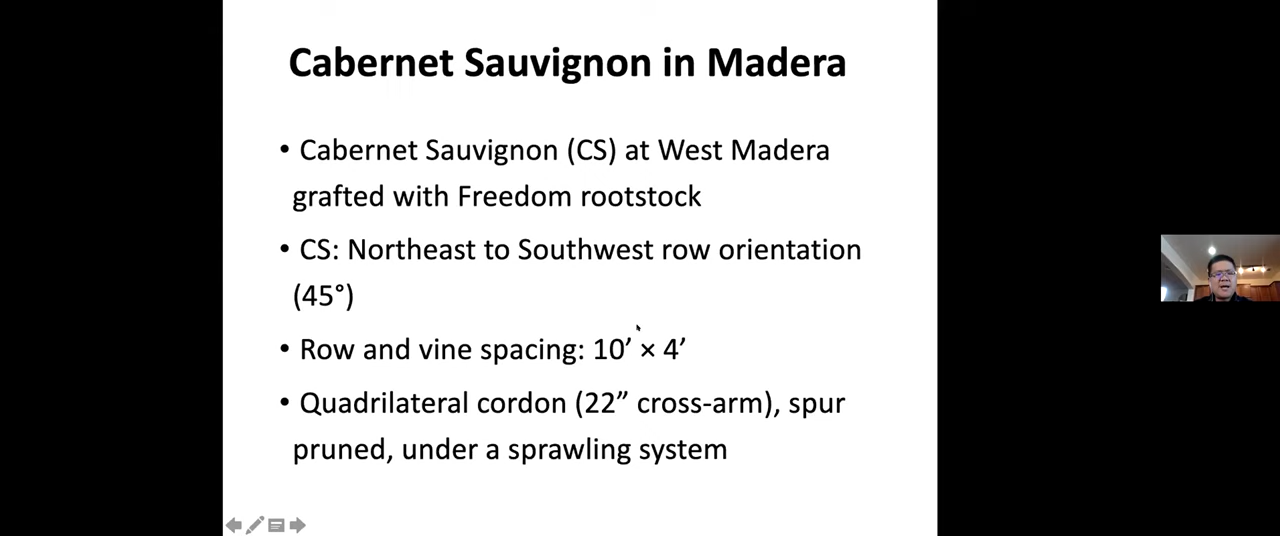 Cabernet Sauvignon in Madera
• Cabernet Sauvignon (CS) at West Madera
grafted with Freedom rootstock
• CS: Northeast to Southwest row orientation
(45°)
• Row and vine spacing: 10’ × 4’
• Quadrilateral cordon (22” cross-arm), spur
pruned, under a sprawling system